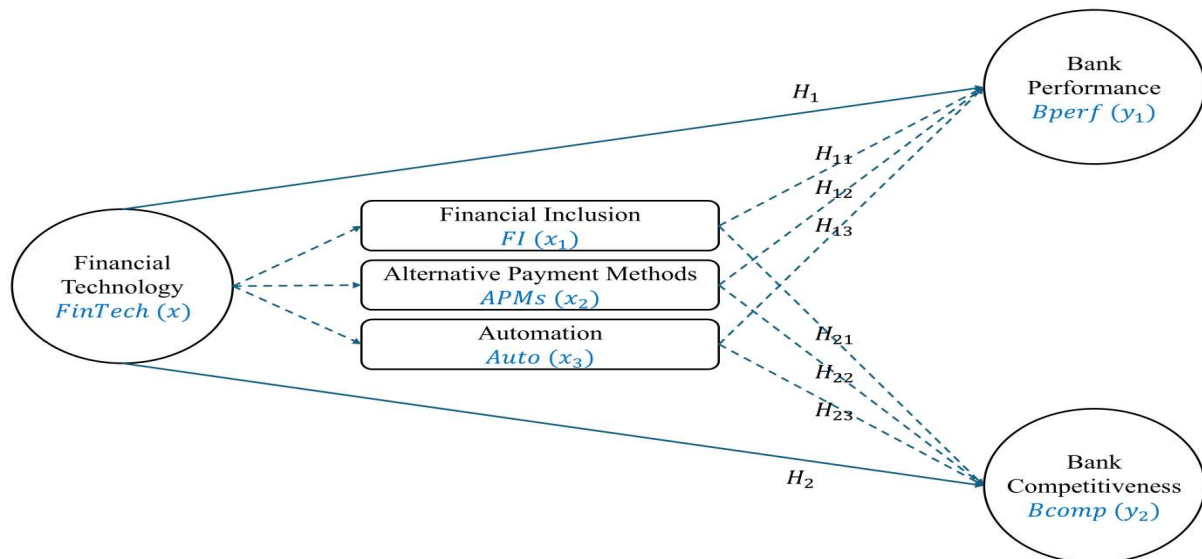 Bank
Performance
Bperf (y₁)
H₁
H₁₁
H₁₂
H₁₃
Financial Inclusion
FI (x₁)
Financial
Technology
FinTech (x)
Alternative Payment Methods
APMs (x₂)
Automation
Auto (x₃)
H₂₁
H₂₂
H₂₃
H₂
Bank
Competitiveness
Bcomp (y₂)